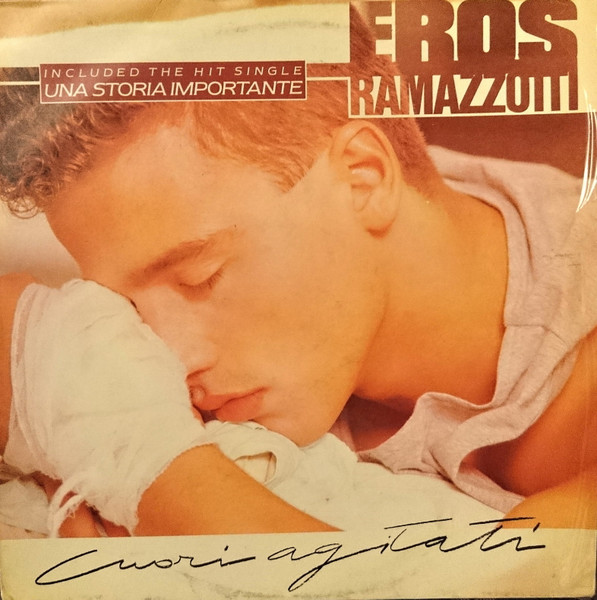 EROS
RAMAZZOTTI
INCLUDED THE HIT SINGLE
UNA STORIA IMPORTANTE
Cuori agitati